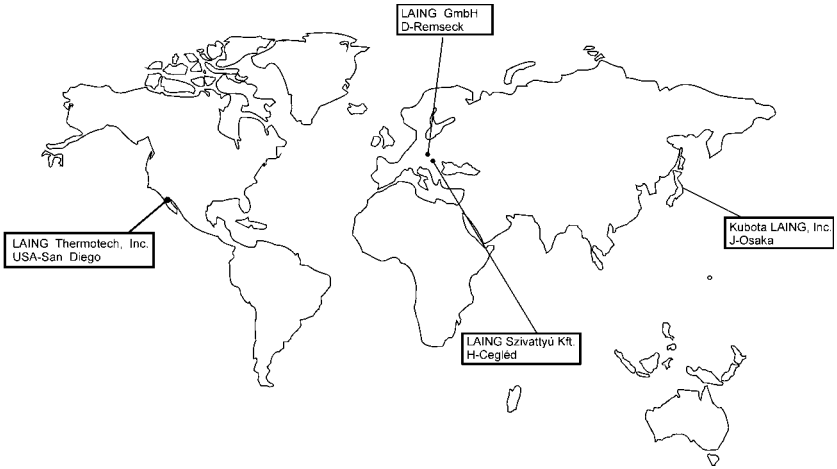 LAING GmbH
D-Remseck
LAING Thermotech, Inc.
USA-San Diego
Kubota LAING, Inc.
J-Osaka
LAING Szivattyú Kft.
H-Cegléd